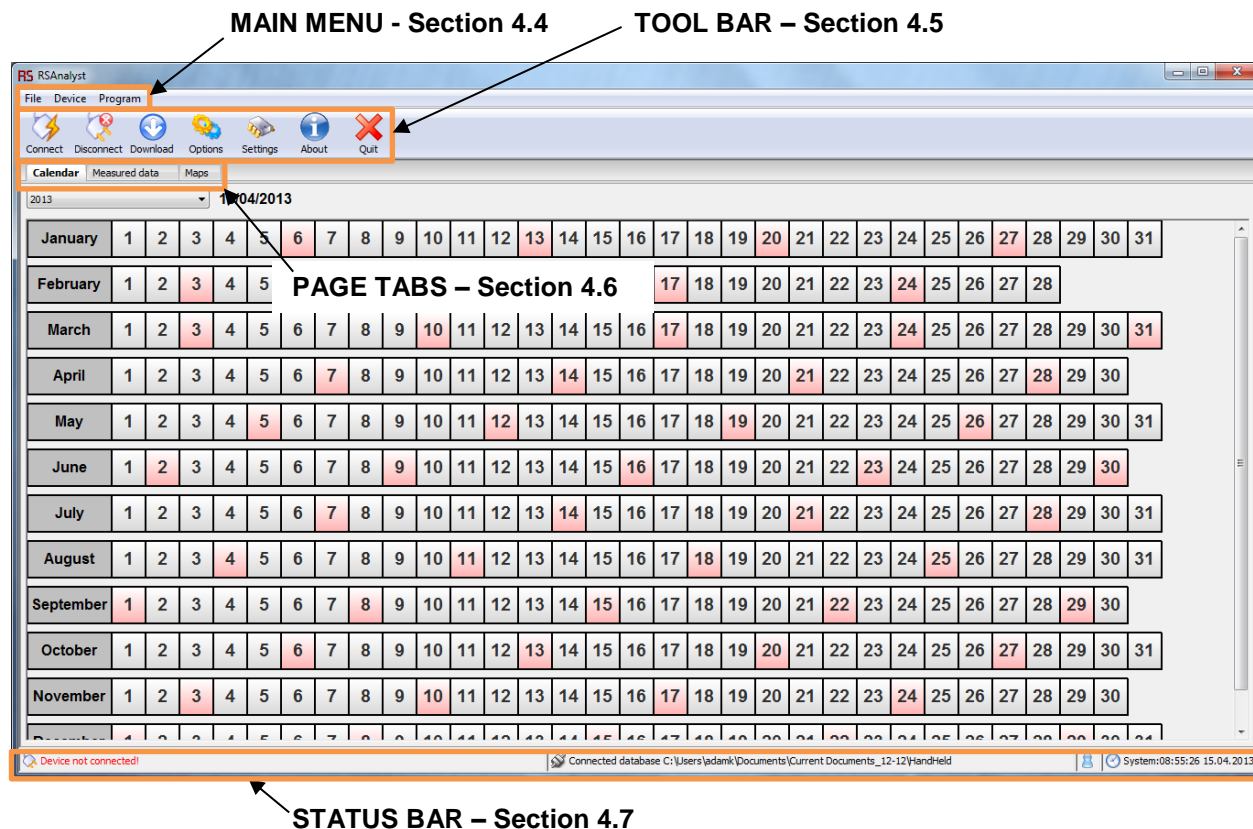 MAIN MENU - Section 4.4 TOOL BAR – Section 4.5
RS RSAnalyst
File Device Program
Connect Disconnect Download Options Settings About Quit
Calendar Measured data Maps
2013
January 1 2 3 4 5 6 7 8 9 10 11 12 13 14 15 16 17 18 19 20 21 22 23 24 25 26 27 28 29 30 31
February 1 2 3 4 5 17 18 19 20 21 22 23 24 25 26 27 28
PAGE TABS – Section 4.6
March 1 2 3 4 5 6 7 8 9 10 11 12 13 14 15 16 17 18 19 20 21 22 23 24 25 26 27 28 29 30 31
April 1 2 3 4 5 6 7 8 9 10 11 12 13 14 15 16 17 18 19 20 21 22 23 24 25 26 27 28 29 30
May 1 2 3 4 5 6 7 8 9 10 11 12 13 14 15 16 17 18 19 20 21 22 23 24 25 26 27 28 29 30 31
June 1 2 3 4 5 6 7 8 9 10 11 12 13 14 15 16 17 18 19 20 21 22 23 24 25 26 27 28 29 30
July 1 2 3 4 5 6 7 8 9 10 11 12 13 14 15 16 17 18 19 20 21 22 23 24 25 26 27 28 29 30 31
August 1 2 3 4 5 6 7 8 9 10 11 12 13 14 15 16 17 18 19 20 21 22 23 24 25 26 27 28 29 30 31
September 1 2 3 4 5 6 7 8 9 10 11 12 13 14 15 16 17 18 19 20 21 22 23 24 25 26 27 28 29 30
October 1 2 3 4 5 6 7 8 9 10 11 12 13 14 15 16 17 18 19 20 21 22 23 24 25 26 27 28 29 30 31
November 1 2 3 4 5 6 7 8 9 10 11 12 13 14 15 16 17 18 19 20 21 22 23 24 25 26 27 28 29 30
Device not connected! Connected database C:\Users\adamk\Documents\Current Documents_12-12\HandHeld System:08:55:26 15.04.2013
STATUS BAR – Section 4.7